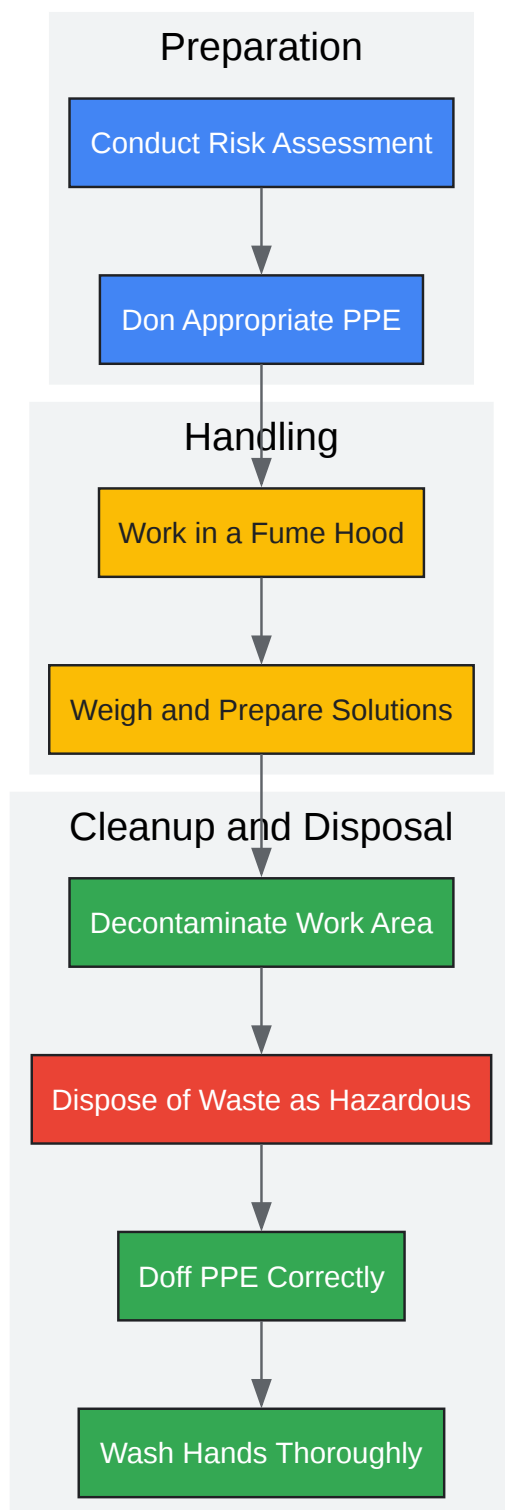 Preparation
Conduct Risk Assessment
Don Appropriate PPE
Handling
Work in a Fume Hood
Weigh and Prepare Solutions
Cleanup and Disposal
Decontaminate Work Area
Dispose of Waste as Hazardous
Doff PPE Correctly
Wash Hands Thoroughly